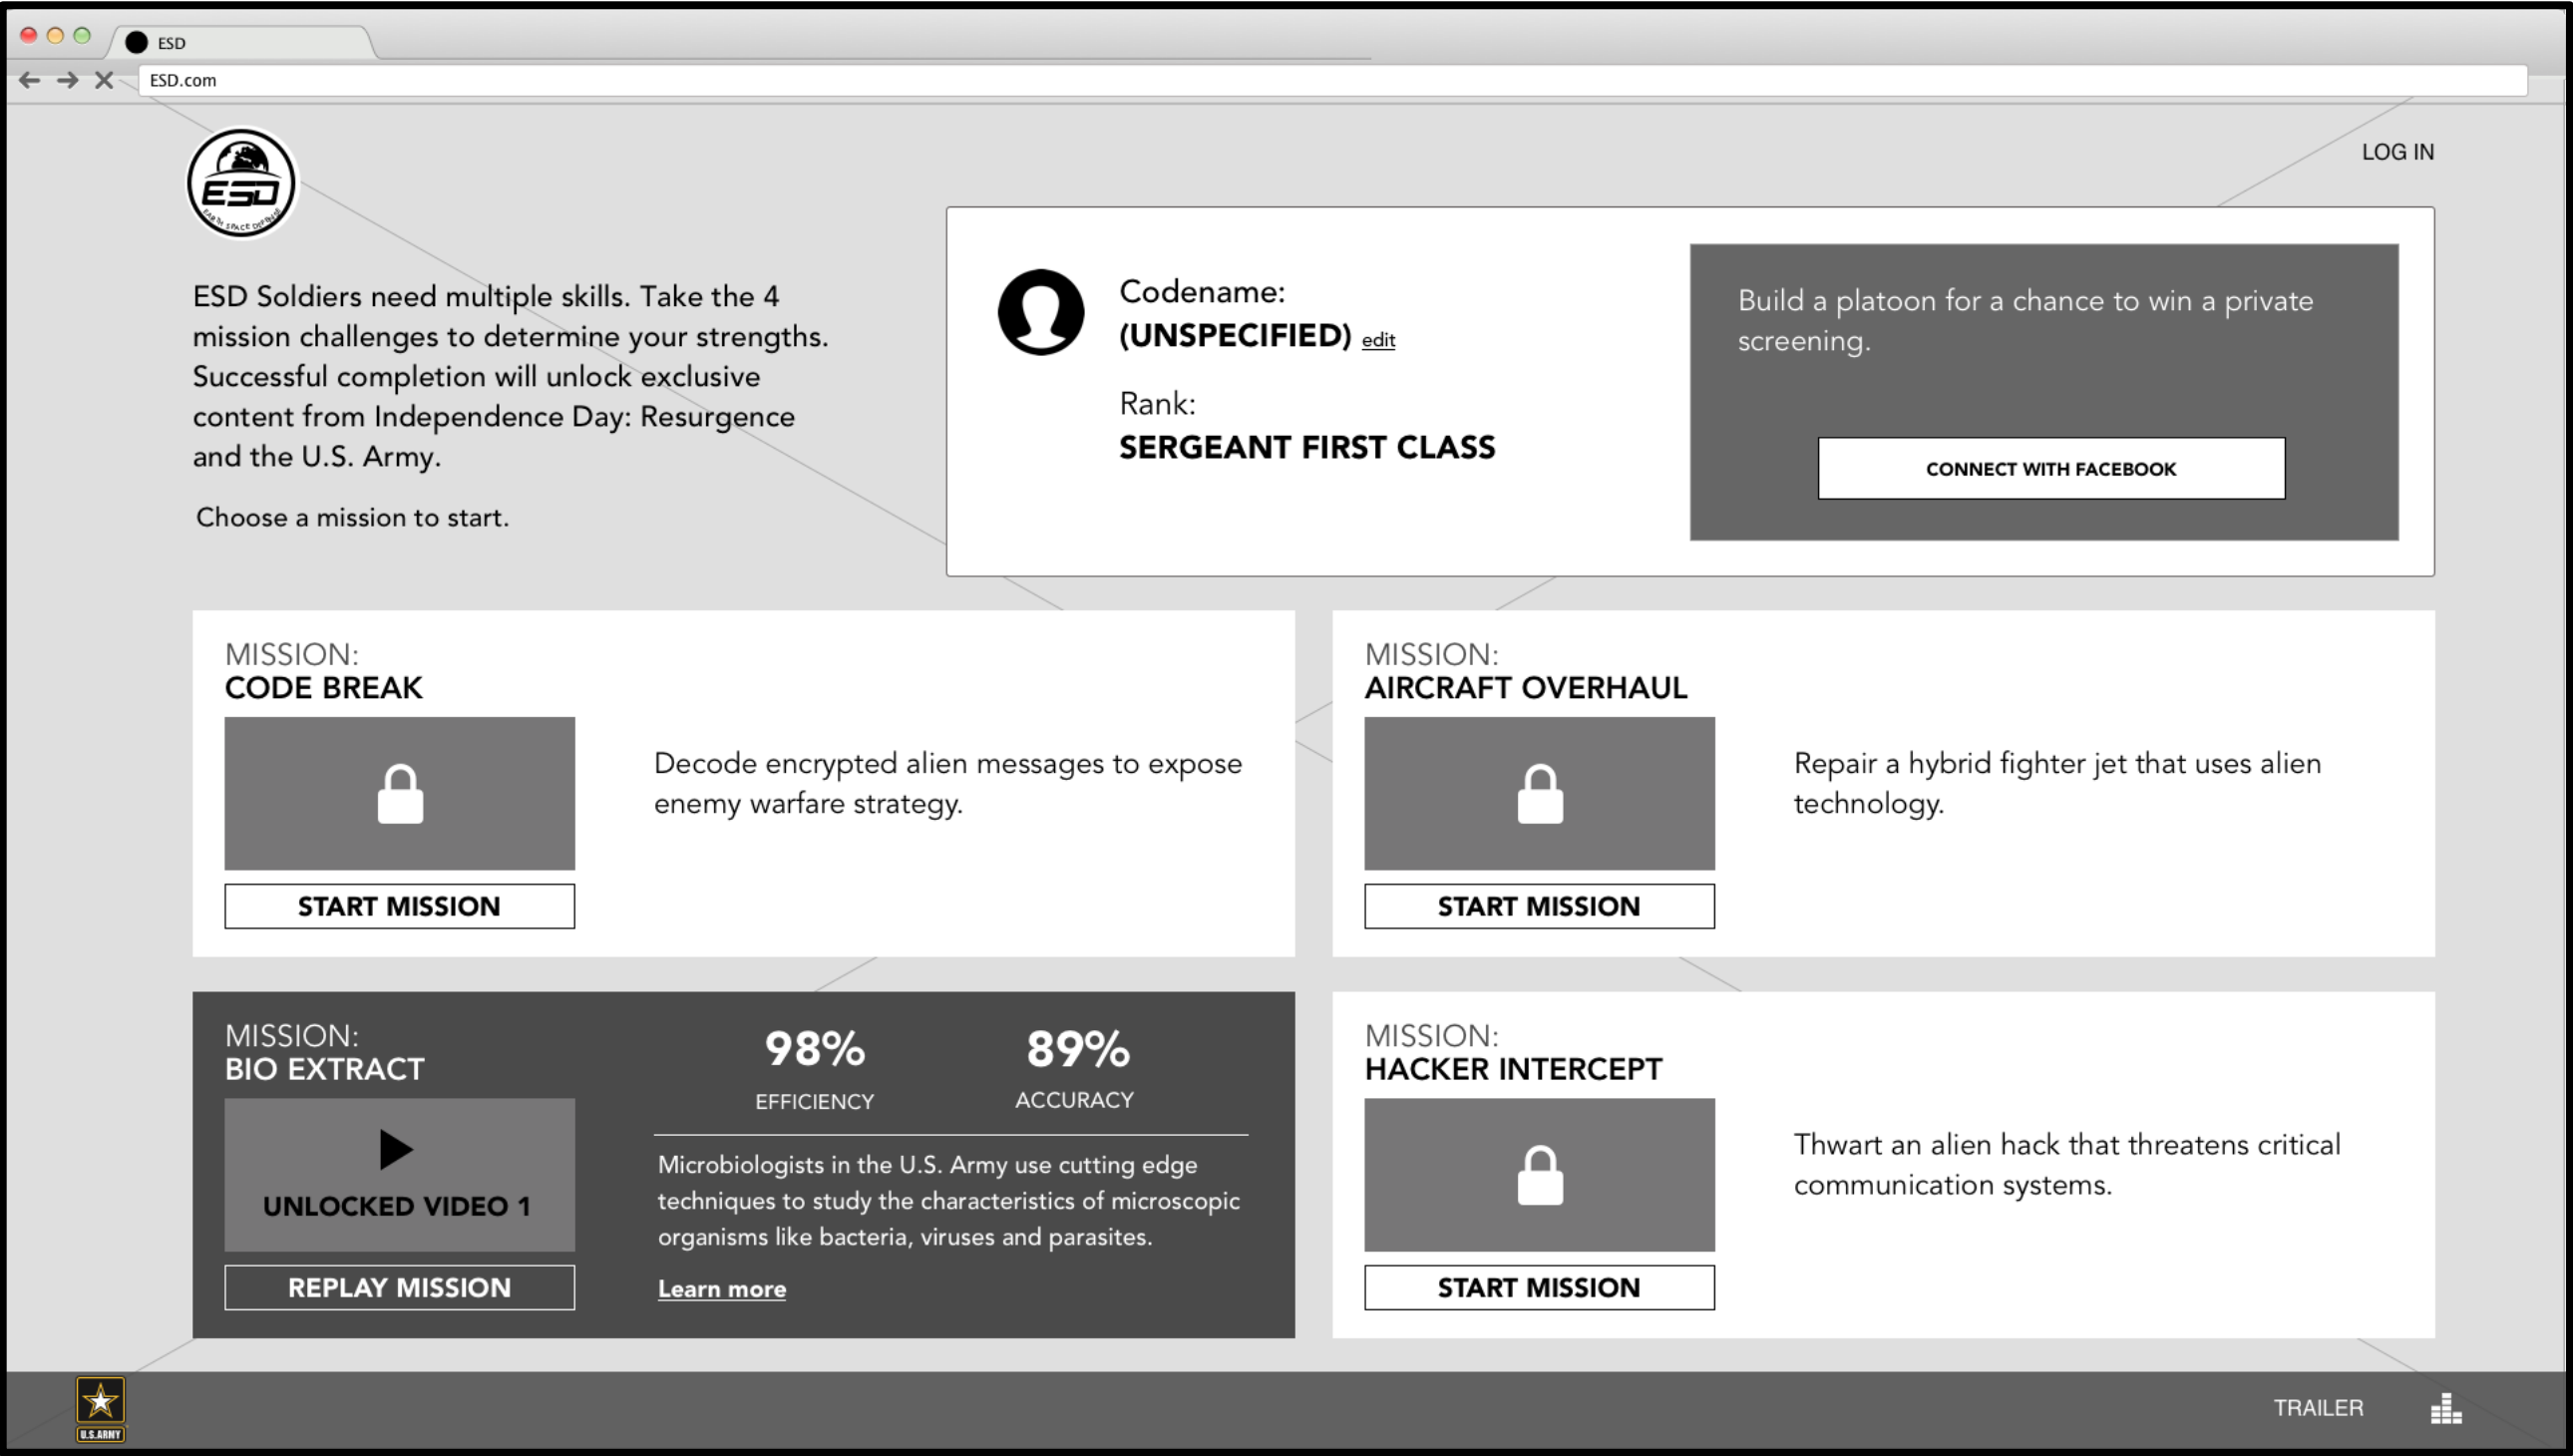 ESD
ESD.com
ESD
EARTH SPACE DEFENSE
LOG IN
ESD Soldiers need multiple skills. Take the 4
mission challenges to determine your strengths.
Successful completion will unlock exclusive
content from Independence Day: Resurgence
and the U.S. Army.
Choose a mission to start.
Codename:
(UNSPECIFIED) edit
Rank:
SERGEANT FIRST CLASS
Build a platoon for a chance to win a private
screening.
CONNECT WITH FACEBOOK
MISSION:
CODE BREAK
Decode encrypted alien messages to expose
enemy warfare strategy.
START MISSION
MISSION:
AIRCRAFT OVERHAUL
Repair a hybrid fighter jet that uses alien
technology.
START MISSION
MISSION:
BIO EXTRACT
UNLOCKED VIDEO 1
REPLAY MISSION
98%
EFFICIENCY
89%
ACCURACY
Microbiologists in the U.S. Army use cutting edge
techniques to study the characteristics of microscopic
organisms like bacteria, viruses and parasites.
Learn more
MISSION:
HACKER INTERCEPT
Thwart an alien hack that threatens critical
communication systems.
START MISSION
U.S.ARMY
TRAILER